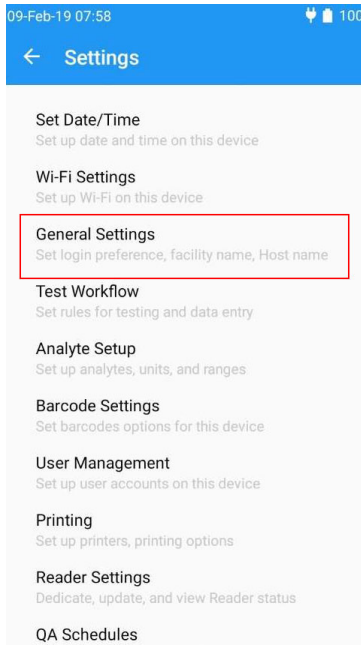 09-Feb-19 07:58 100
Settings
Set Date/Time
Set up date and time on this device
Wi-Fi Settings
Set up Wi-Fi on this device
General Settings
Set login preference, facility name, Host name
Test Workflow
Set rules for testing and data entry
Analyte Setup
Set up analytes, units, and ranges
Barcode Settings
Set barcodes options for this device
User Management
Set up user accounts on this device
Printing
Set up printers, printing options
Reader Settings
Dedicate, update, and view Reader status
QA Schedules